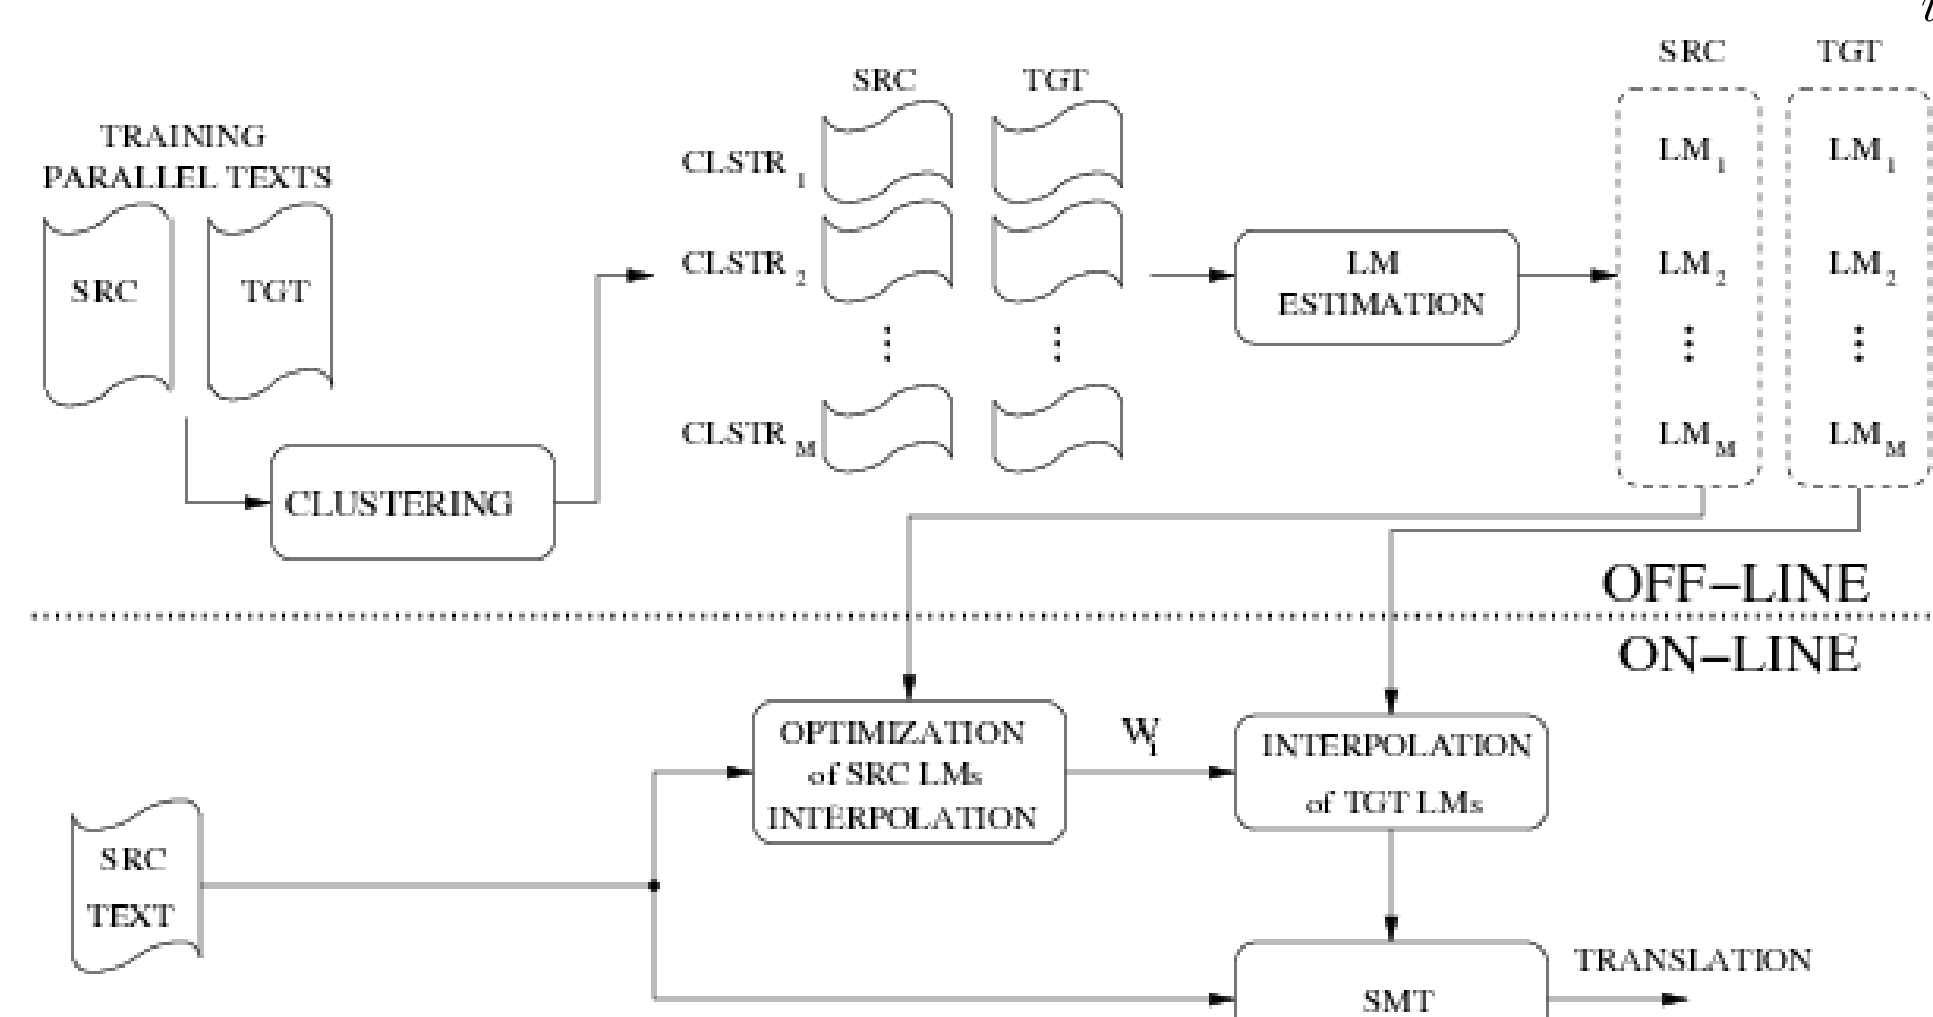 SRC TGT
TRAINING
PARALLEL TEXTS
SRC TGT
SRC TGT
CLSTR 1
CLSTR 2
CLSTR M
LM
ESTIMATION
LM 1 LM 1
LM 2 LM 2
LM M LM M
CLUSTERING
OFF–LINE
ON–LINE
OPTIMIZATION
of SRC LMs
INTERPOLATION
W i
INTERPOLATION
of TGT LMs
SRC
TEXT
SMT
TRANSLATION